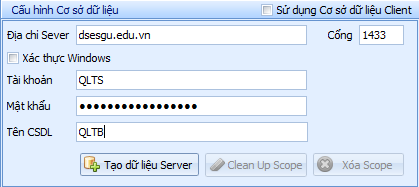 Cấu hình Cơ sở dữ liệu Sử dụng Cơ sở dữ liệu Client
Địa chỉ Sever dsesgu.edu.vn Cổng 1433
Xác thực Windows
Tài khoản QLTS
Mật khẩu ●●●●●●●●●●●●●●●●●
Tên CSDL QLTB
Tạo dữ liệu Server Clean Up Scope Xóa Scope